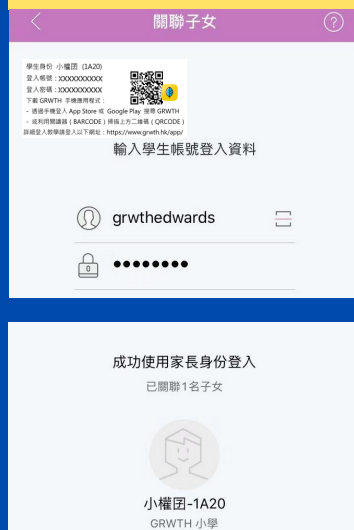 關聯子女
學生身份 小權囝 (1A20)
登入帳號：XXXXXXXXXX
登入密碼：XXXXXXXXXX
下載 GRWTH 手機應用程式：
- 透過手機登入 App Store 或 Google Play 搜尋 GRWTH
- 或利用閱讀器 ( BARCODE ) 掃描上方二維碼 ( QRCODE )
詳細登入教學請登入以下網址：https://www.grwth.hk/app/
輸入學生帳號登入資料
grwthedwards
成功使用家長身份登入
已關聯1名子女
小權囝-1A20
GRWTH 小學